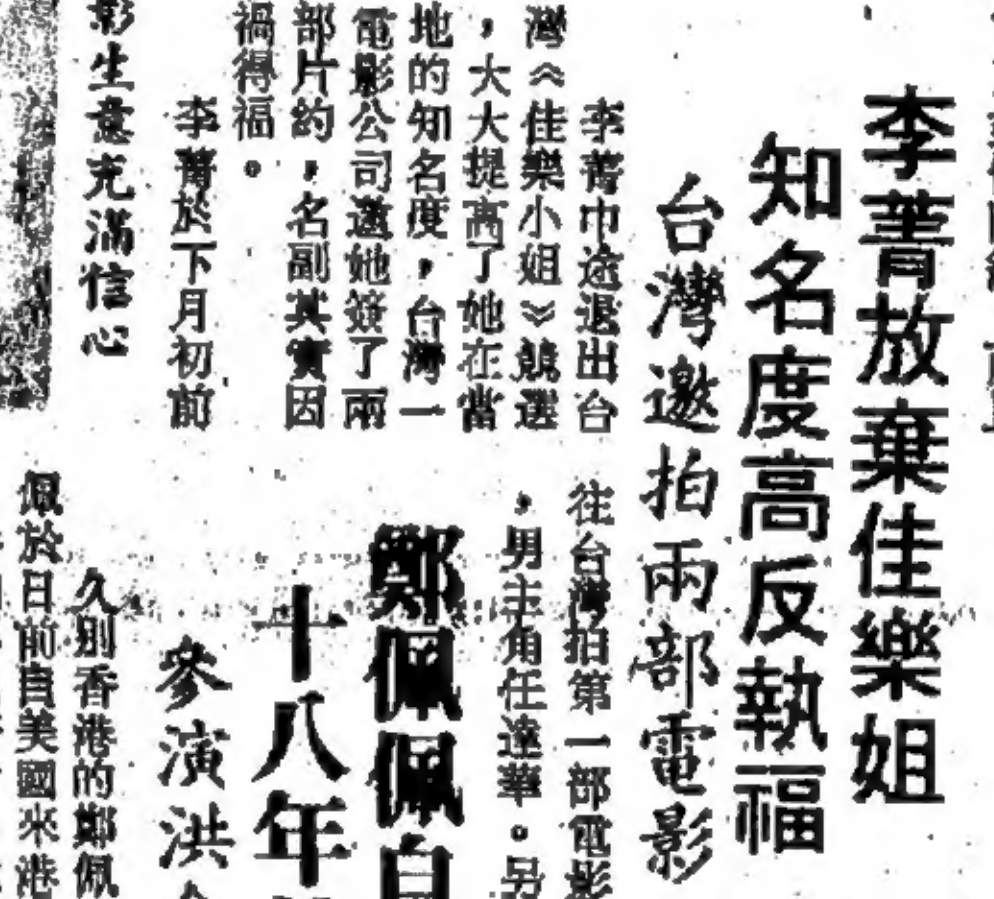 李菁放棄佳樂姐
知名度高反執福
台灣邀拍兩部電影
李菁中途退出台
灣《佳樂小姐》競選
，大大提高了她在當
地的知名度，台灣一
電影公司邀她簽了兩
部片約，名副其實因
禍得福。
李菁於下月初前
往台灣拍第一部電影
，男主角任達華。另
鄭佩佩自
十八年
參演洪
久別香港的鄭佩
佩於日前自美國來港
影生意充滿信心